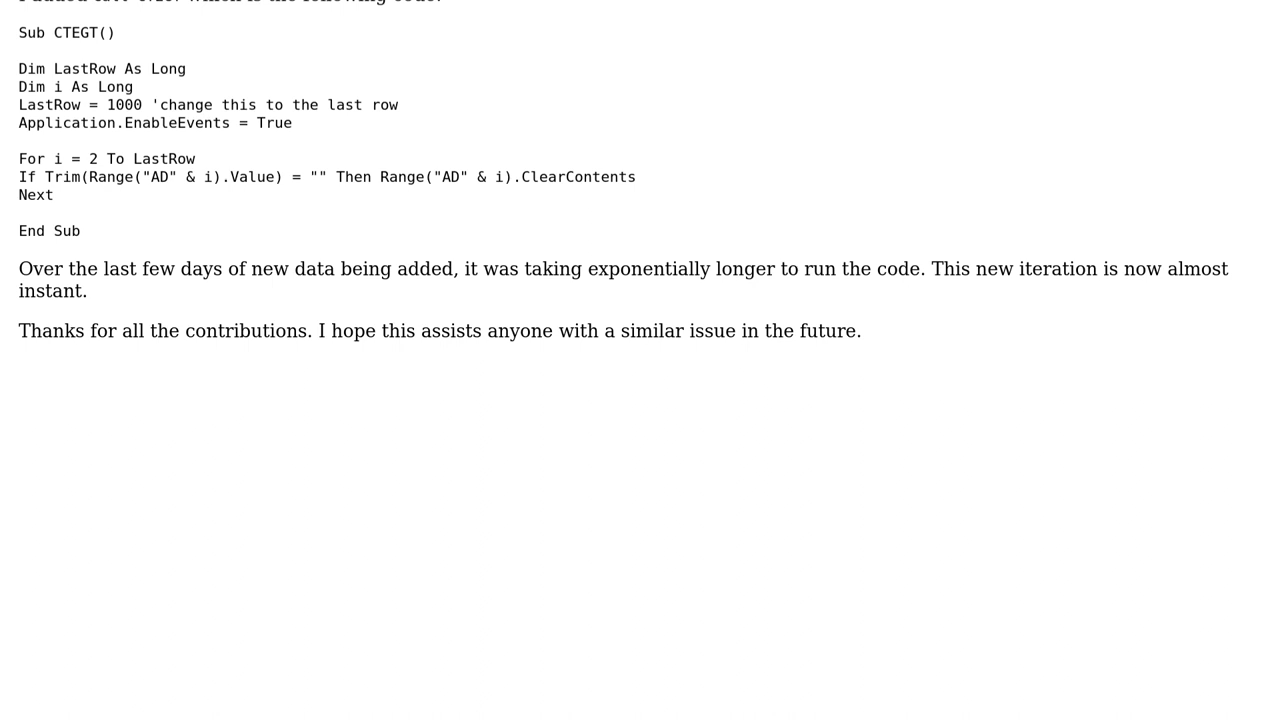 Sub CTEGT()
Dim LastRow As Long
Dim i As Long
LastRow = 1000 'change this to the last row
Application.EnableEvents = True
For i = 2 To LastRow
If Trim(Range("AD" & i).Value) = "" Then Range("AD" & i).ClearContents
Next
End Sub
Over the last few days of new data being added, it was taking exponentially longer to run the code. This new iteration is now almost
instant.
Thanks for all the contributions. I hope this assists anyone with a similar issue in the future.